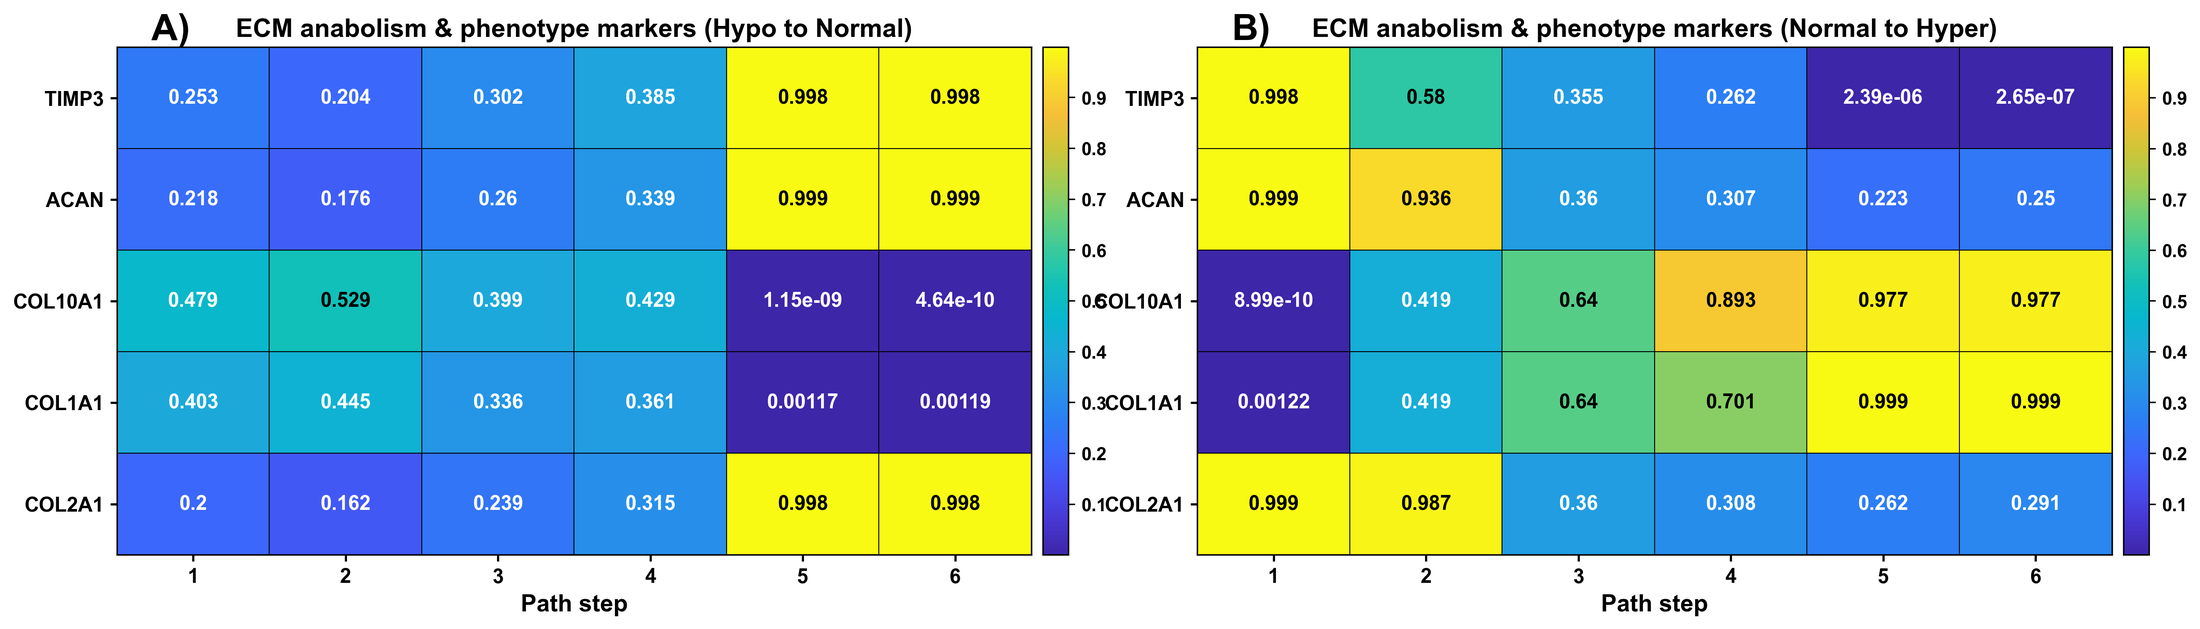 A) ECM anabolism & phenotype markers (Hypo to Normal)
TIMP3 0.253 0.204 0.302 0.385 0.998 0.998
ACAN 0.218 0.176 0.26 0.339 0.999 0.999
COL10A1 0.479 0.529 0.399 0.429 1.15e-09 4.64e-10
COL1A1 0.403 0.445 0.336 0.361 0.00117 0.00119
COL2A1 0.2 0.162 0.239 0.315 0.998 0.998
1 2 3 4 5 6
Path step
0.9
0.8
0.7
0.6
0.5
0.4
0.3
0.2
0.1
B) ECM anabolism & phenotype markers (Normal to Hyper)
TIMP3 0.998 0.58 0.355 0.262 2.39e-06 2.65e-07
ACAN 0.999 0.936 0.36 0.307 0.223 0.25
COL10A1 8.99e-10 0.419 0.64 0.893 0.977 0.977
COL1A1 0.00122 0.419 0.64 0.701 0.999 0.999
COL2A1 0.999 0.987 0.36 0.308 0.262 0.291
1 2 3 4 5 6
Path step
0.9
0.8
0.7
0.6
0.5
0.4
0.3
0.2
0.1